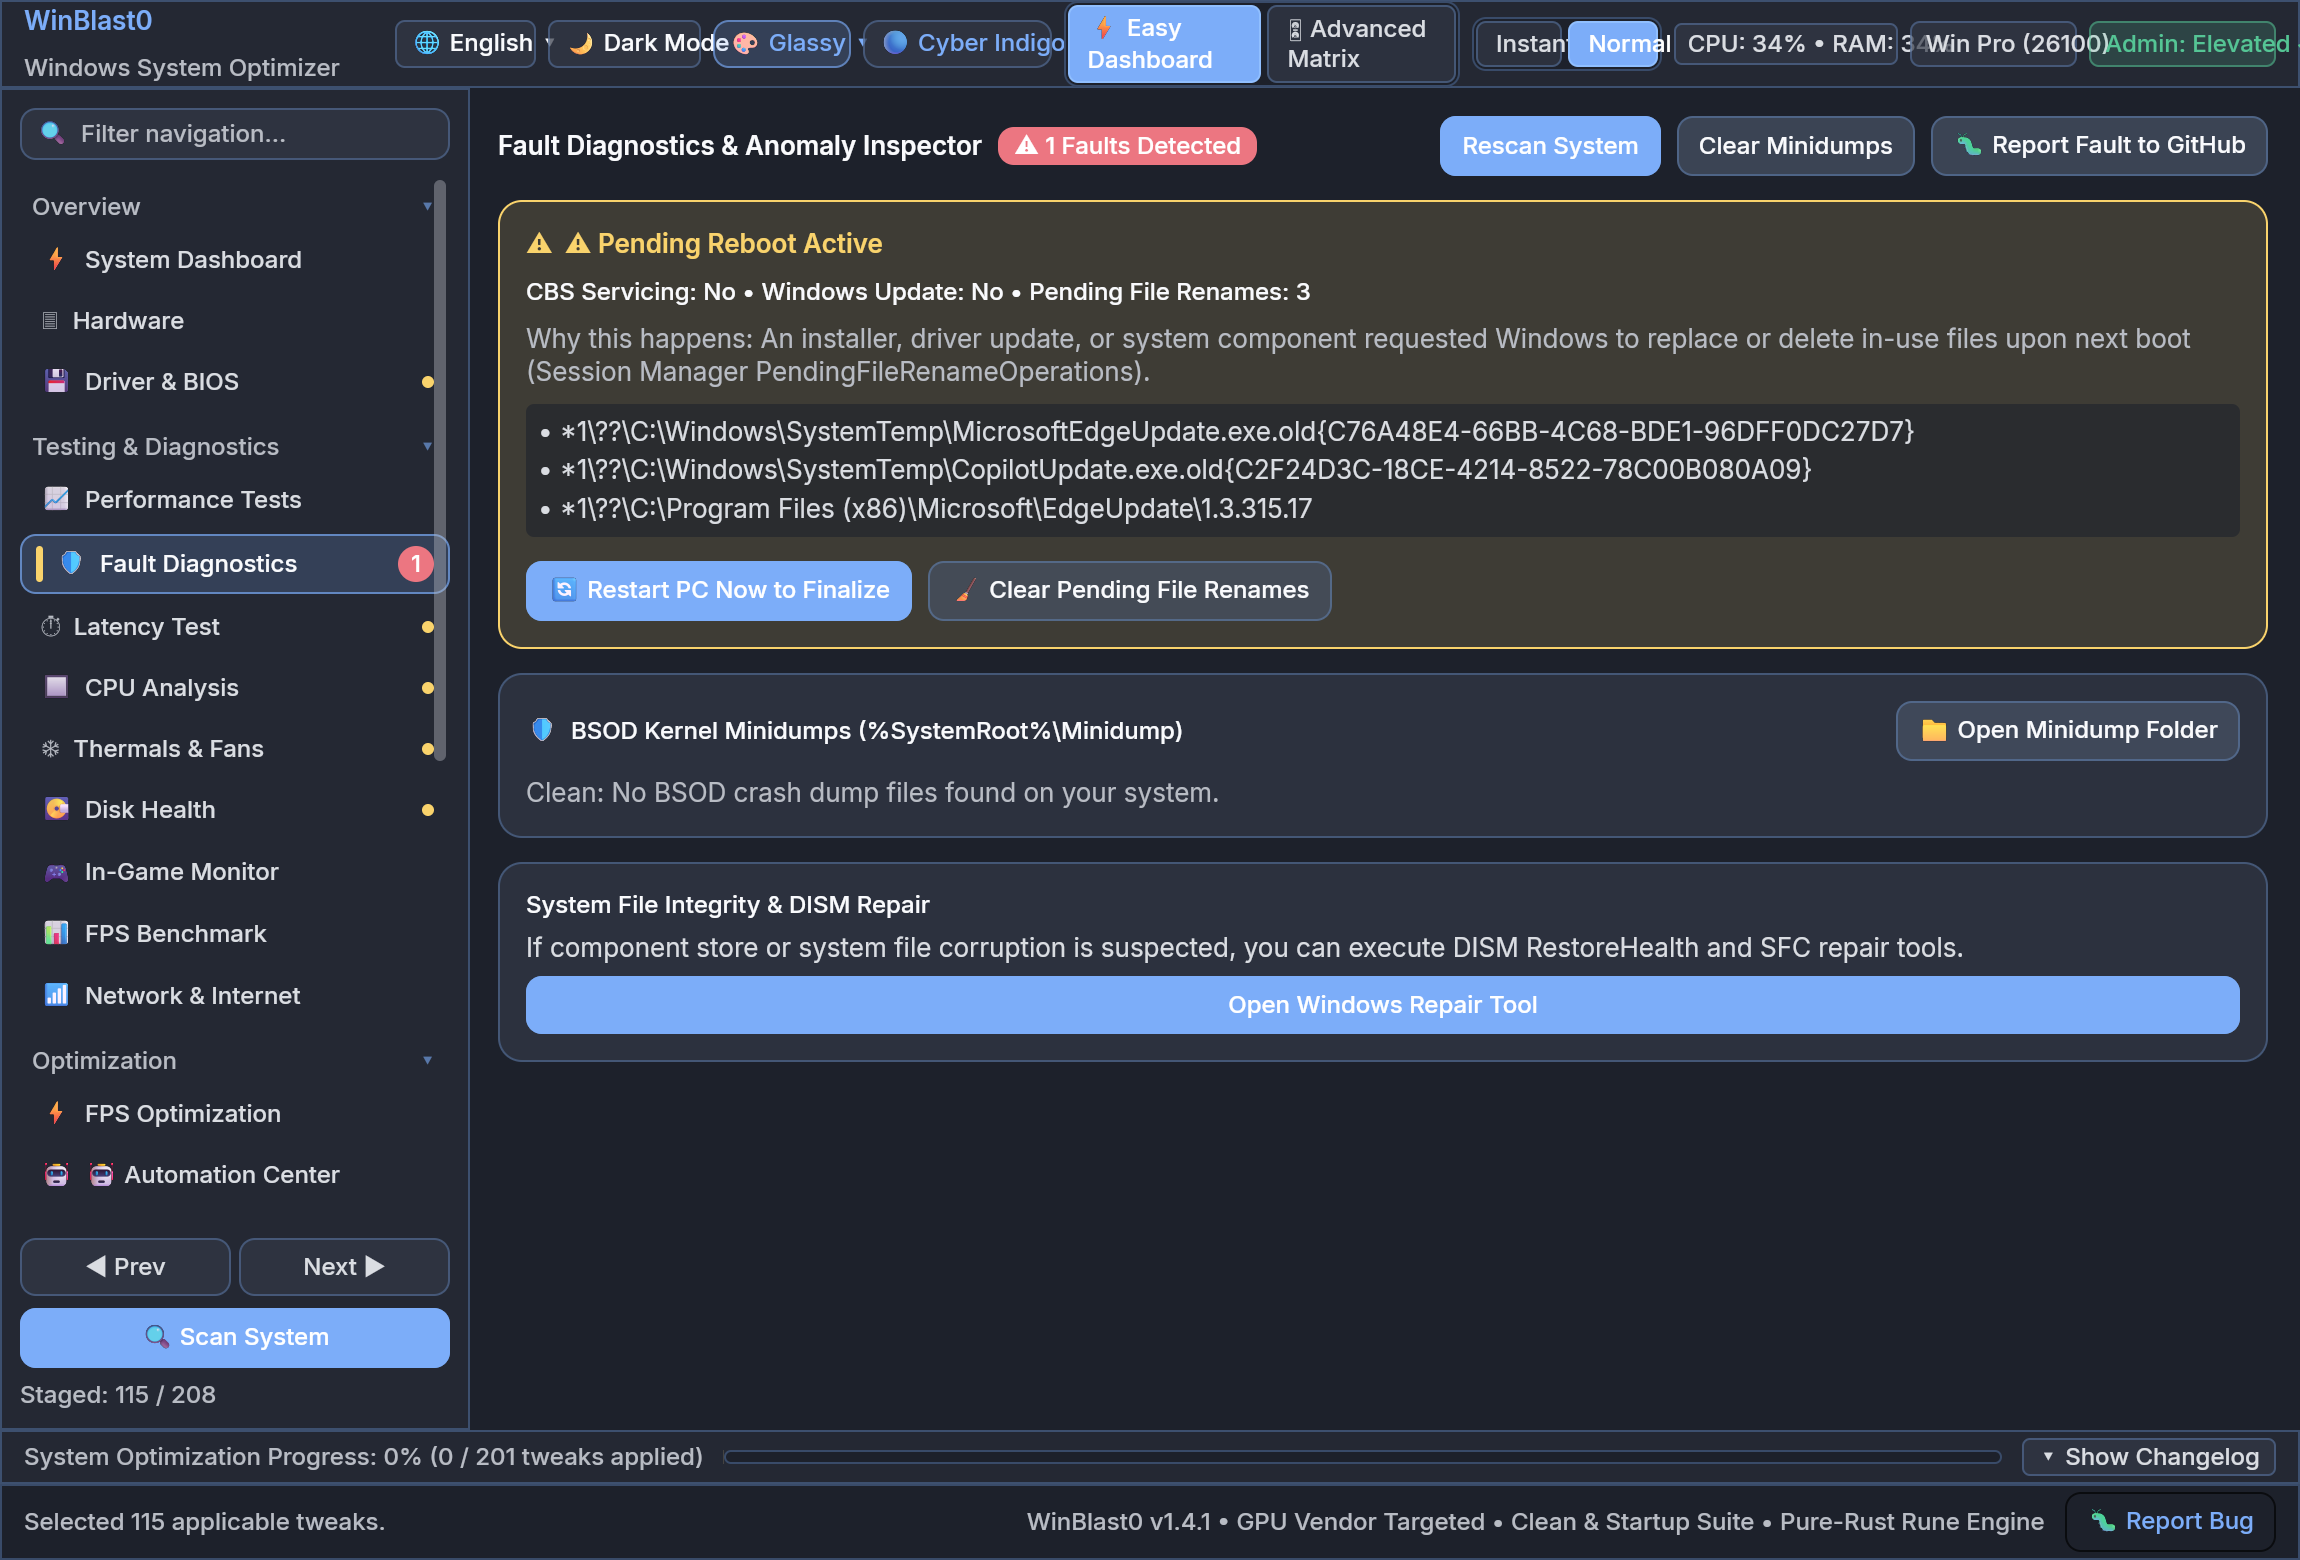 WinBlast0
Windows System Optimizer
English
Dark Mode
Glassy
Cyber Indigo
Easy
Dashboard
Advanced
Matrix
Instant
Normal
CPU: 34% • RAM: 34
Win Pro (26100)
Admin: Elevated
Filter navigation...
Overview
System Dashboard
Hardware
Driver & BIOS
Testing & Diagnostics
Performance Tests
Fault Diagnostics
1
Latency Test
CPU Analysis
Thermals & Fans
Disk Health
In-Game Monitor
FPS Benchmark
Network & Internet
Optimization
FPS Optimization
Automation Center
◀ Prev
Next ▶
Scan System
Staged: 115 / 208
Fault Diagnostics & Anomaly Inspector
⚠ 1 Faults Detected
Rescan System
Clear Minidumps
Report Fault to GitHub
⚠ ⚠ Pending Reboot Active
CBS Servicing: No • Windows Update: No • Pending File Renames: 3
Why this happens: An installer, driver update, or system component requested Windows to replace or delete in-use files upon next boot
(Session Manager PendingFileRenameOperations).
• *1\??\C:\Windows\SystemTemp\MicrosoftEdgeUpdate.exe.old{C76A48E4-66BB-4C68-BDE1-96DFF0DC27D7}
• *1\??\C:\Windows\SystemTemp\CopilotUpdate.exe.old{C2F24D3C-18CE-4214-8522-78C00B080A09}
• *1\??\C:\Program Files (x86)\Microsoft\EdgeUpdate\1.3.315.17
Restart PC Now to Finalize
Clear Pending File Renames
BSOD Kernel Minidumps (%SystemRoot%\Minidump)
Open Minidump Folder
Clean: No BSOD crash dump files found on your system.
System File Integrity & DISM Repair
If component store or system file corruption is suspected, you can execute DISM RestoreHealth and SFC repair tools.
Open Windows Repair Tool
System Optimization Progress: 0% (0 / 201 tweaks applied)
▼ Show Changelog
Selected 115 applicable tweaks.
WinBlast0 v1.4.1 • GPU Vendor Targeted • Clean & Startup Suite • Pure-Rust Rune Engine
Report Bug